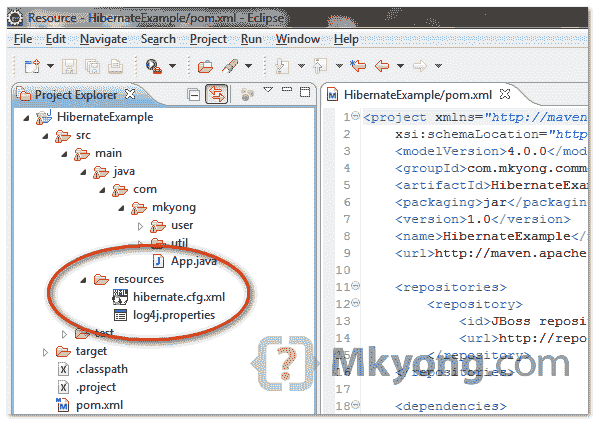 Resource - HibernateExample/pom.xml - Eclipse
File Edit Navigate Search Project Run Window Help
Project Explorer
HibernateExample
src
main
java
com
mkyong
user
util
App.java
resources
hibernate.cfg.xml
log4j.properties
test
target
.classpath
.project
pom.xml
HibernateExample/pom.xml
1 <project xmlns="http://maven
2 xsi:schemaLocation="http
3 <modelVersion>4.0.0</mod
4 <groupId>com.mkyong.commo
5 <artifactId>HibernateExa
6 <packaging>jar</packagin
7 <version>1.0</version>
8 <name>HibernateExample</
9 <url>http://maven.apache
10
11 <repositories>
12 <repository>
13 <id>JBoss reposi
14 <url>http://repo
15 </repository>
16 </repositories>
17
18 <dependencies>
{?} Mkyong.com